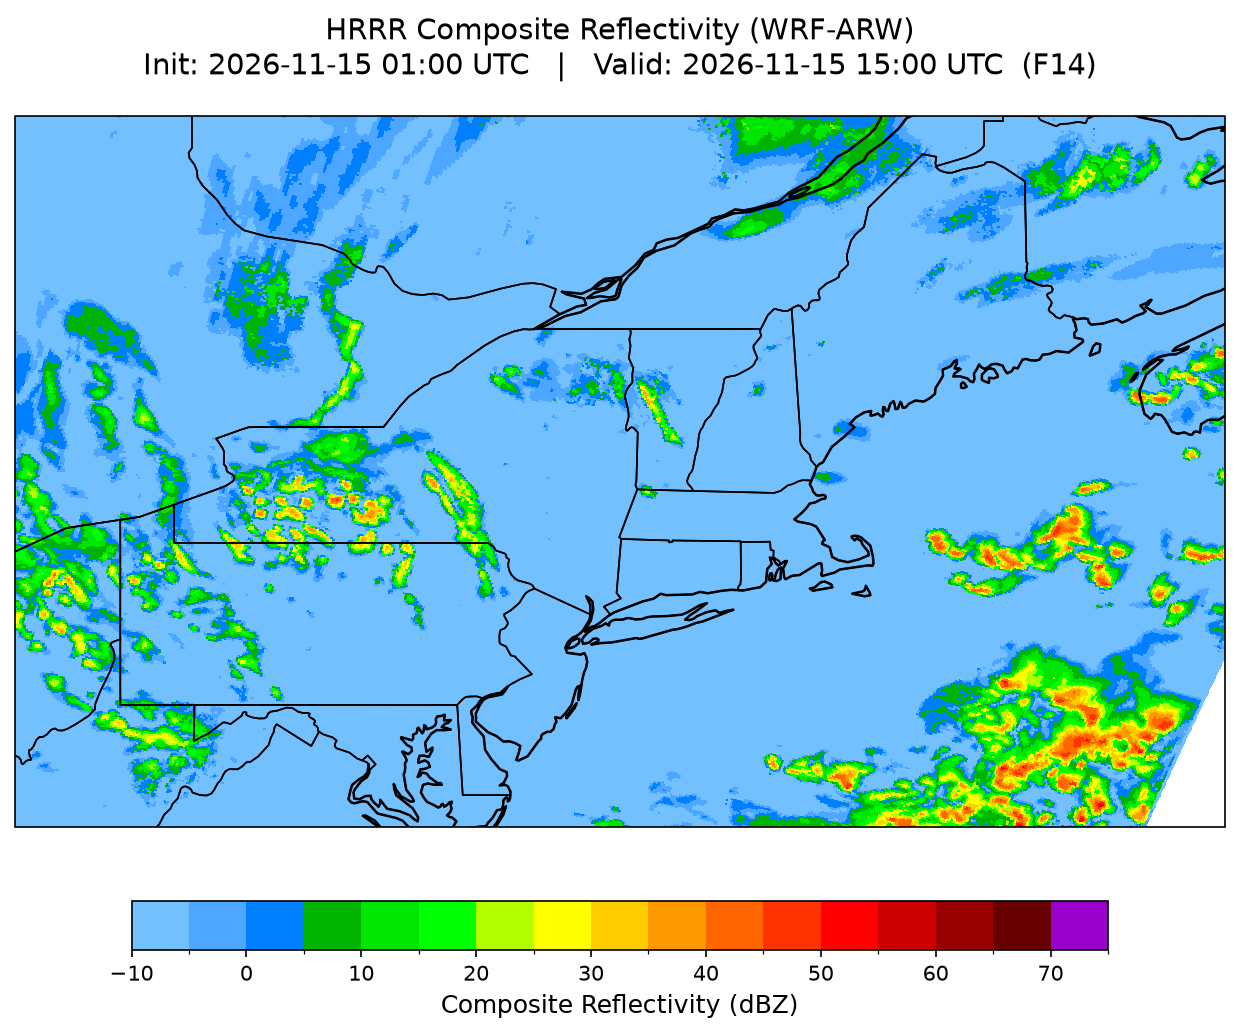 HRRR Composite Reflectivity (WRF-ARW)
Init: 2026-11-15 01:00 UTC | Valid: 2026-11-15 15:00 UTC (F14)
−10 0 10 20 30 40 50 60 70
Composite Reflectivity (dBZ)